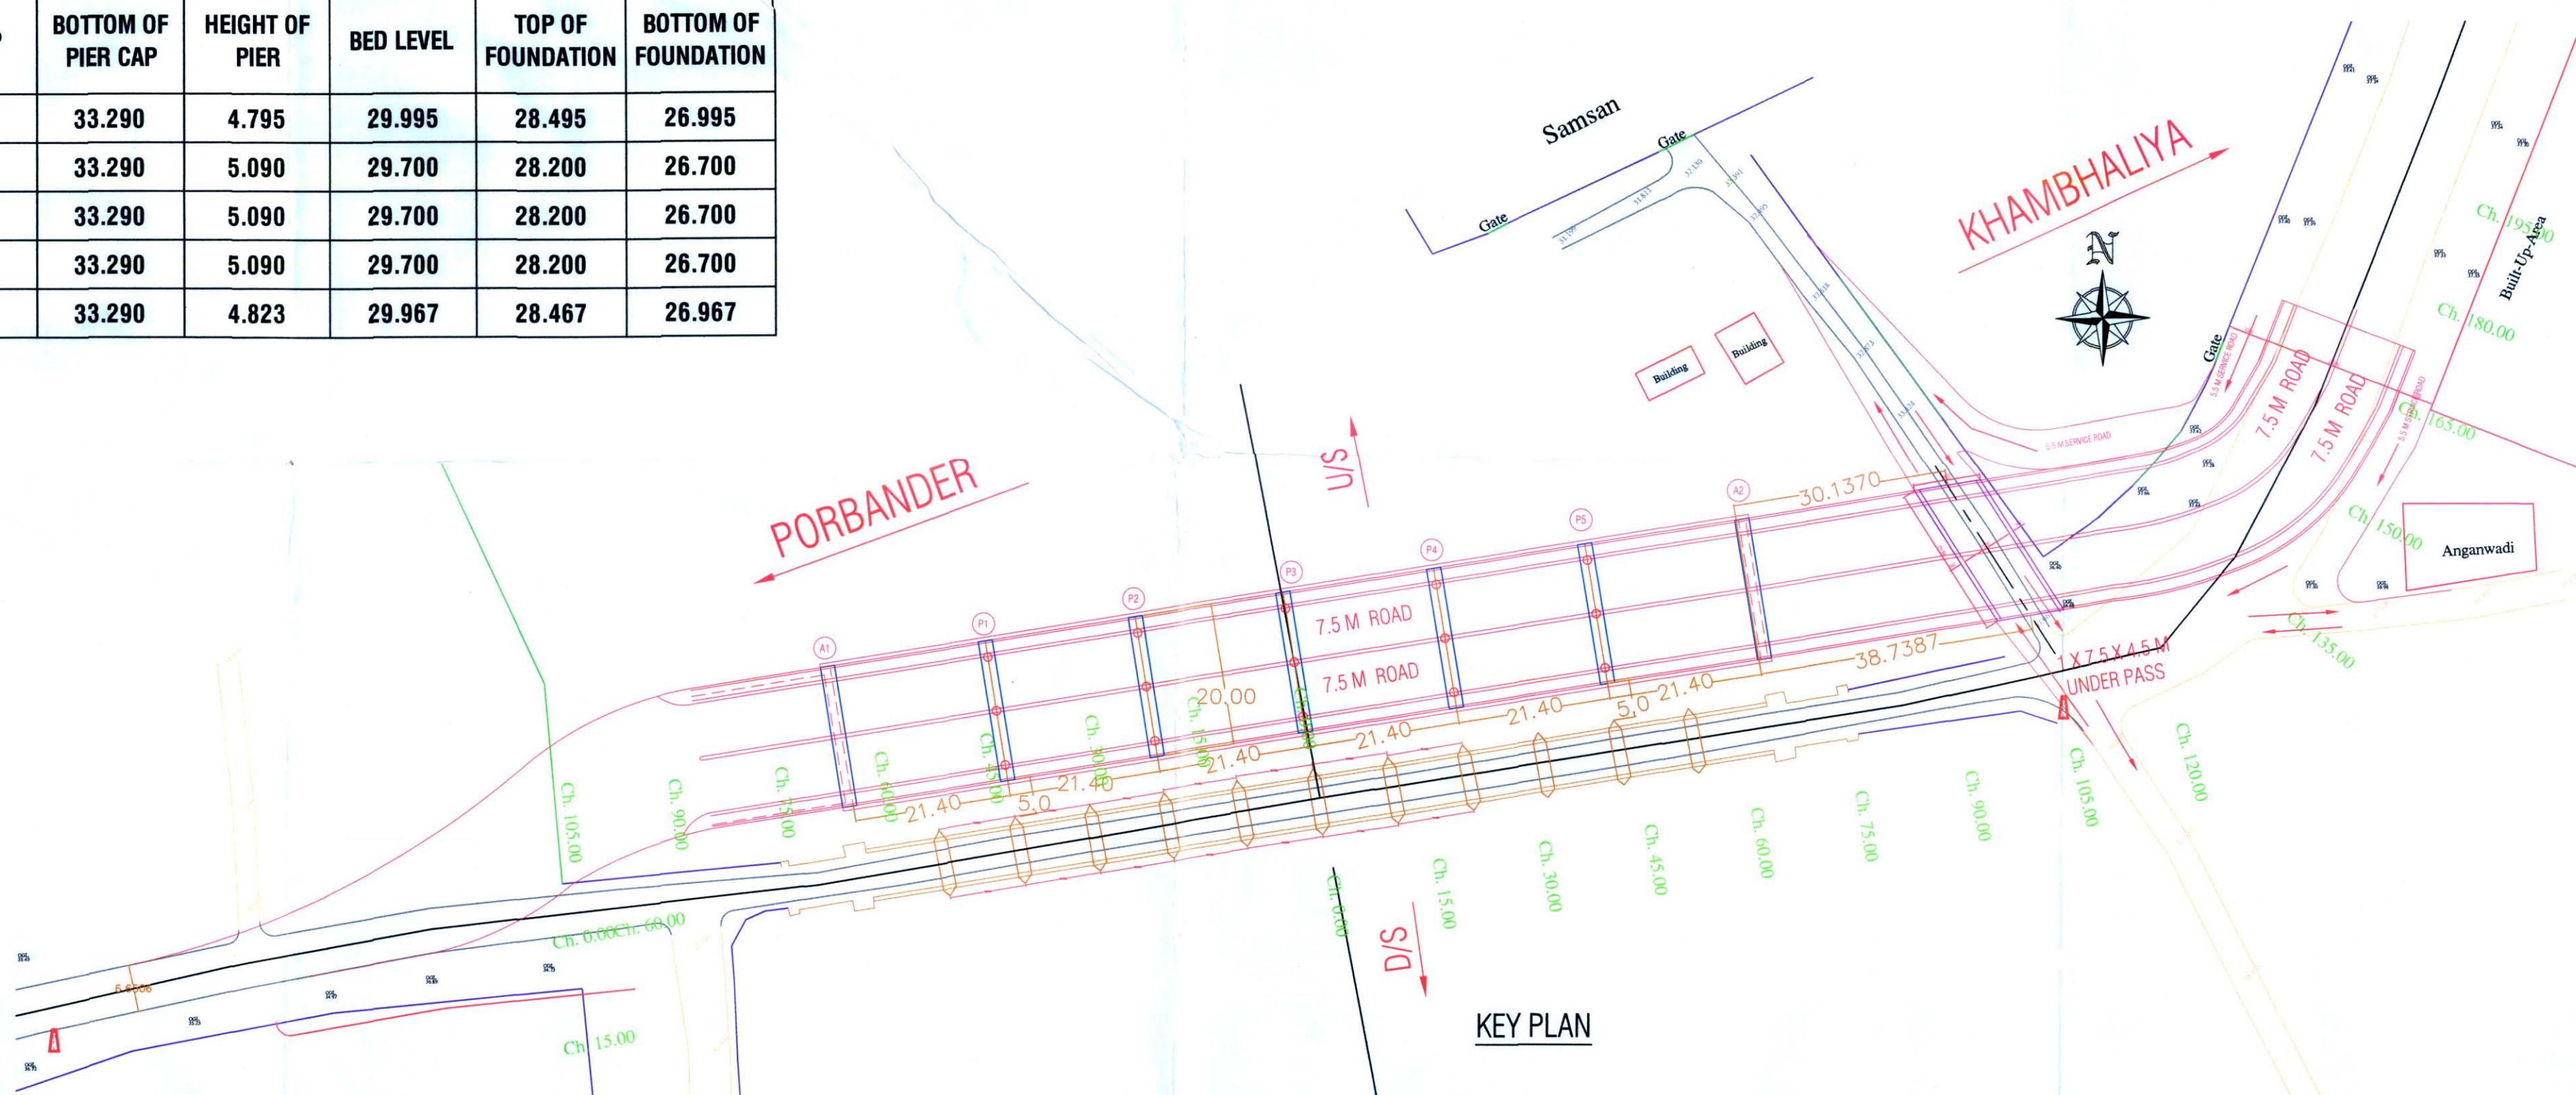 BOTTOM OF PIER CAP
HEIGHT OF PIER
BED LEVEL
TOP OF FOUNDATION
BOTTOM OF FOUNDATION
33.290 4.795 29.995 28.495 26.995
33.290 5.090 29.700 28.200 26.700
33.290 5.090 29.700 28.200 26.700
33.290 5.090 29.700 28.200 26.700
33.290 4.823 29.967 28.467 26.967
Samsan
Gate
Gate
KHAMBHALIYA
N
Building
Building
Gate
5.5 M SERVICE ROAD
5.5 M SERVICE ROAD
7.5 M ROAD
7.5 M ROAD
Ch. 195.00
Built-Up-Area
Ch. 180.00
Ch. 165.00
Ch. 150.00
Anganwadi
Ch. 135.00
PORBANDER
U/S
A1
P1
P2
P3
P4
P5
A2
30.1370
7.5 M ROAD
7.5 M ROAD
20.00
38.7387
21.40
5.0
21.40
21.40
21.40
21.40
5.0
21.40
1 X 7.5 X 4.5 M
UNDER PASS
Ch. 105.00
Ch. 90.00
Ch. 75.00
Ch. 60.00
Ch. 45.00
Ch. 30.00
Ch. 15.00
Ch. 0.00
Ch. 15.00
Ch. 30.00
Ch. 45.00
Ch. 60.00
Ch. 75.00
Ch. 90.00
Ch. 105.00
Ch. 120.00
Ch. 0.00
Ch. 60.00
Ch. 15.00
D/S
KEY PLAN